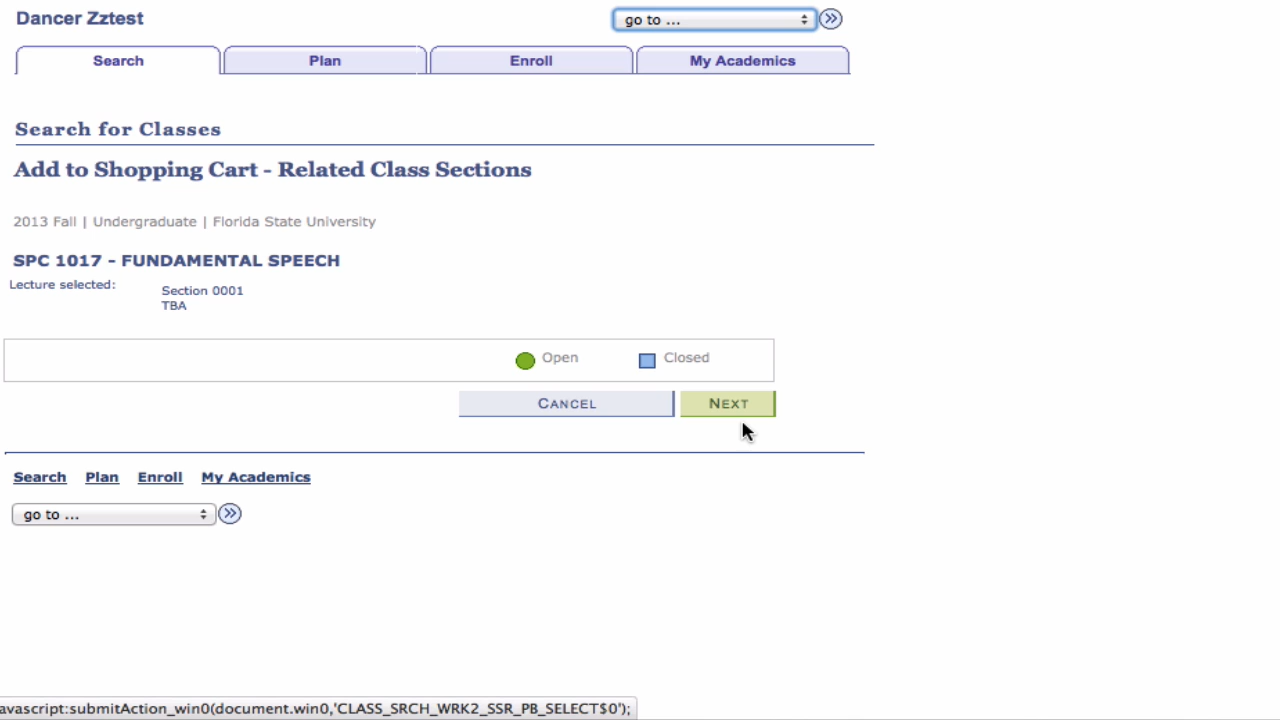 Dancer Zztest
go to ...
Search Plan Enroll My Academics
Search for Classes
Add to Shopping Cart - Related Class Sections
2013 Fall | Undergraduate | Florida State University
SPC 1017 - FUNDAMENTAL SPEECH
Lecture selected: Section 0001
TBA
Open Closed
CANCEL NEXT
Search Plan Enroll My Academics
go to ...
avascript:submitAction_win0(document.win0,'CLASS_SRCH_WRK2_SSR_PB_SELECT$0');